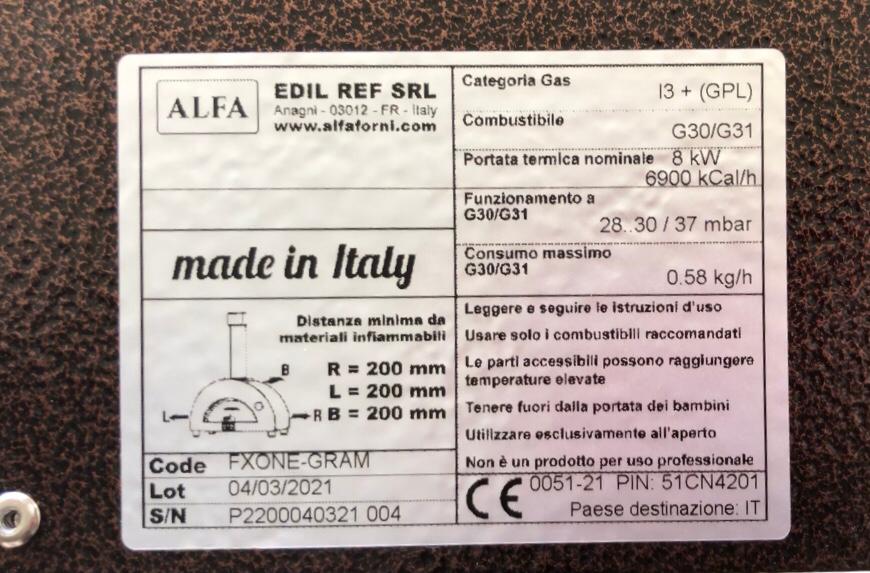 ALFA
EDIL REF SRL
Anagni - 03012 - FR - Italy
www.alfaforni.com
made in Italy
Distanza minima da
materiali infiammabili
B
R = 200 mm
L = 200 mm
L
R
B = 200 mm
Code FXONE-GRAM
Lot 04/03/2021
S/N P2200040321 004
Categoria Gas
I3 + (GPL)
Combustibile
G30/G31
Portata termica nominale 8 kW
6900 kCal/h
Funzionamento a
G30/G31
28..30 / 37 mbar
Consumo massimo
G30/G31
0.58 kg/h
Leggere e seguire le istruzioni d'uso
Usare solo i combustibili raccomandati
Le parti accessibili possono raggiungere
temperature elevate
Tenere fuori dalla portata dei bambini
Utilizzare esclusivamente all'aperto
Non è un prodotto per uso professionale
CE 0051-21 PIN: 51CN4201
Paese destinazione: IT